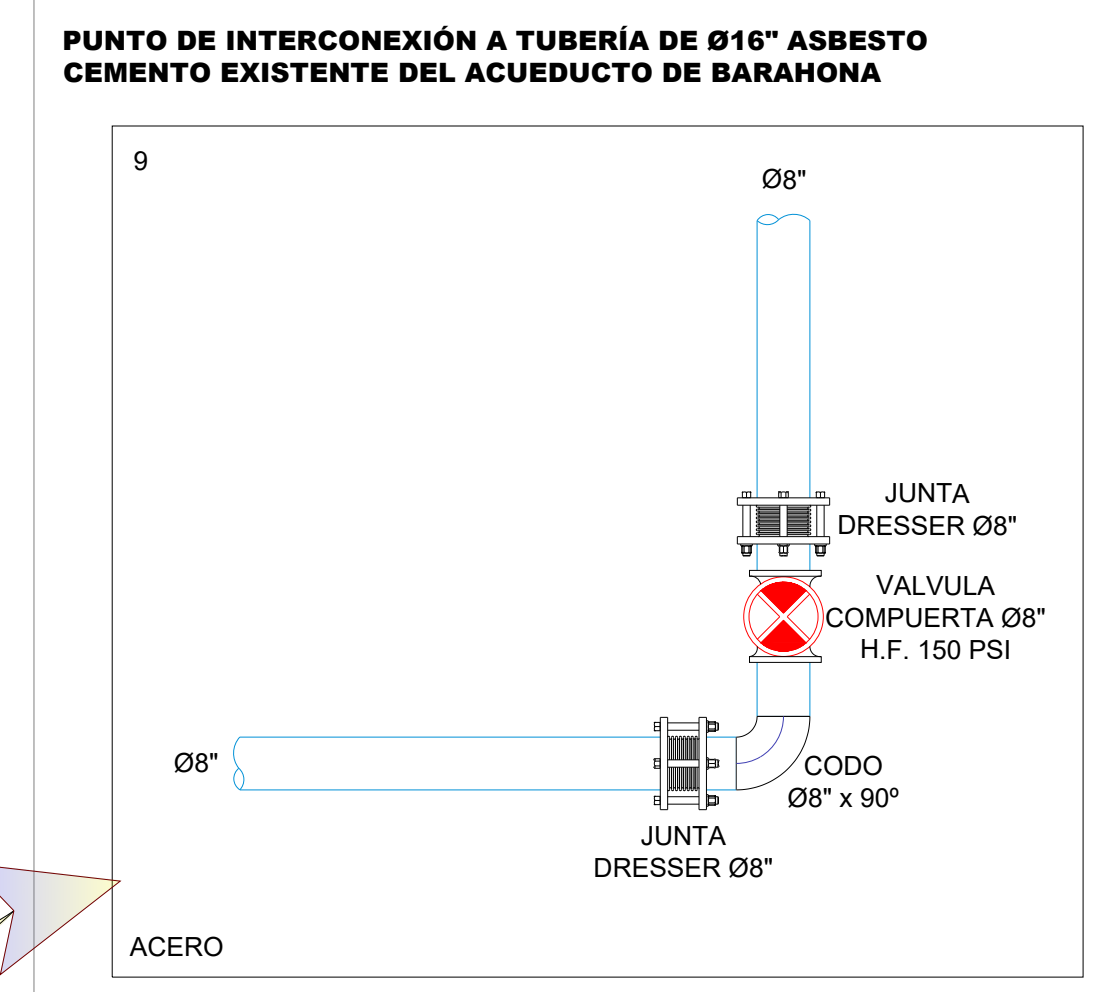 PUNTO DE INTERCONEXIÓN A TUBERÍA DE Ø16" ASBESTO
CEMENTO EXISTENTE DEL ACUEDUCTO DE BARAHONA
9
Ø8"
JUNTA
DRESSER Ø8"
VALVULA
COMPUERTA Ø8"
H.F. 150 PSI
Ø8"
CODO
Ø8" x 90º
JUNTA
DRESSER Ø8"
ACERO